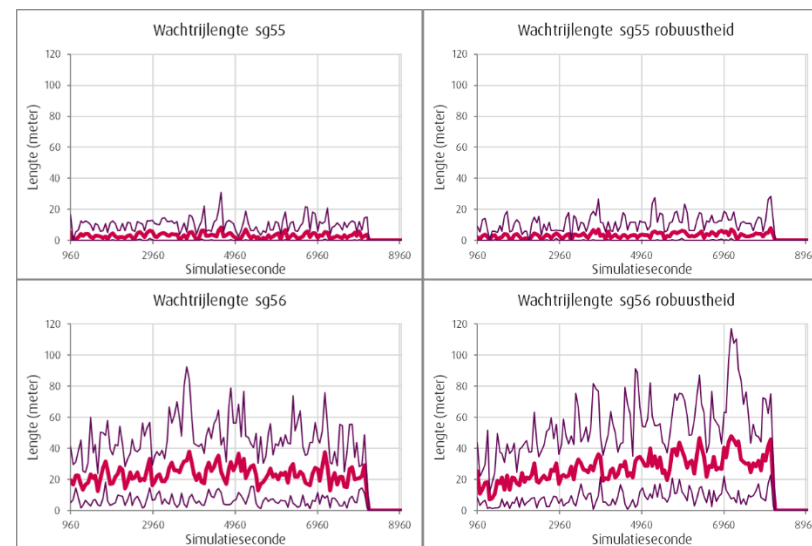 Wachtrijlengte sg55
120
100
80
60
40
20
0
Lengte (meter)
960 2960 4960 6960 8960
Simulatieseconde
Wachtrijlengte sg55 robuustheid
120
100
80
60
40
20
0
Lengte (meter)
960 2960 4960 6960 8960
Simulatieseconde
Wachtrijlengte sg56
120
100
80
60
40
20
0
Lengte (meter)
960 2960 4960 6960 8960
Simulatieseconde
Wachtrijlengte sg56 robuustheid
120
100
80
60
40
20
0
Lengte (meter)
960 2960 4960 6960 8960
Simulatieseconde